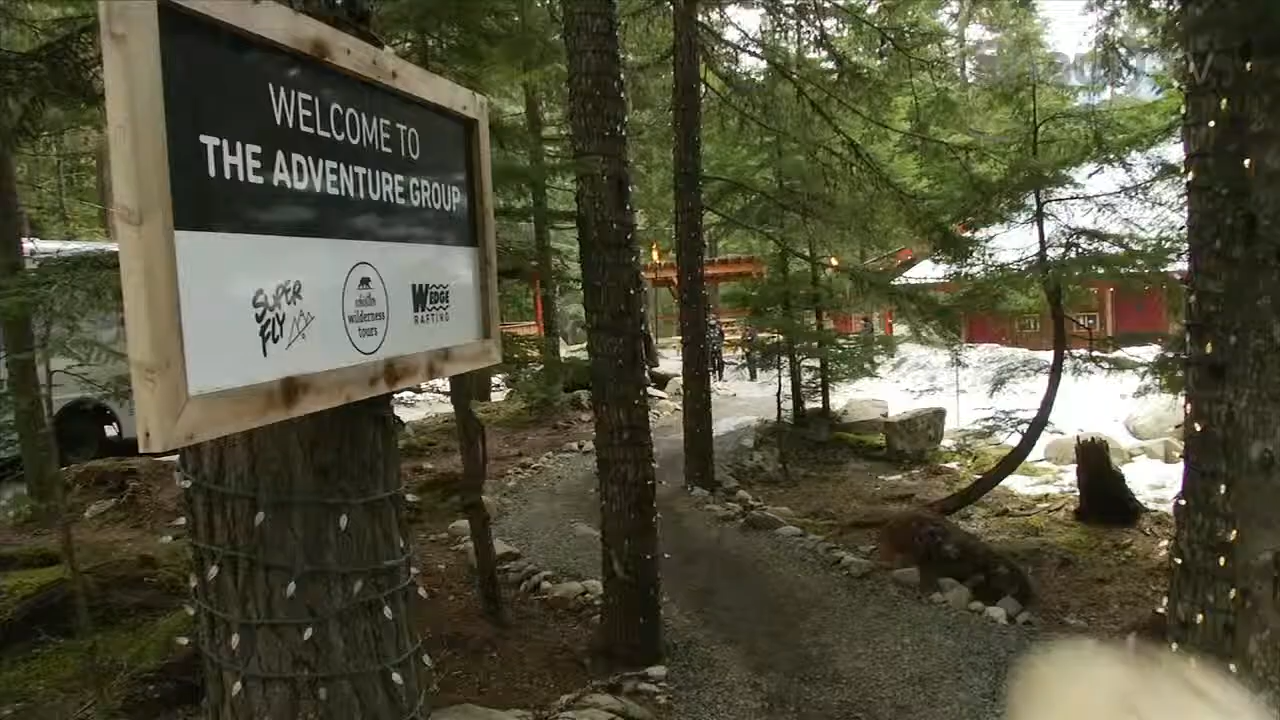 WELCOME TO
THE ADVENTURE GROUP
SUPER
FLY
wilderness
tours
WEDGE
RAFTING